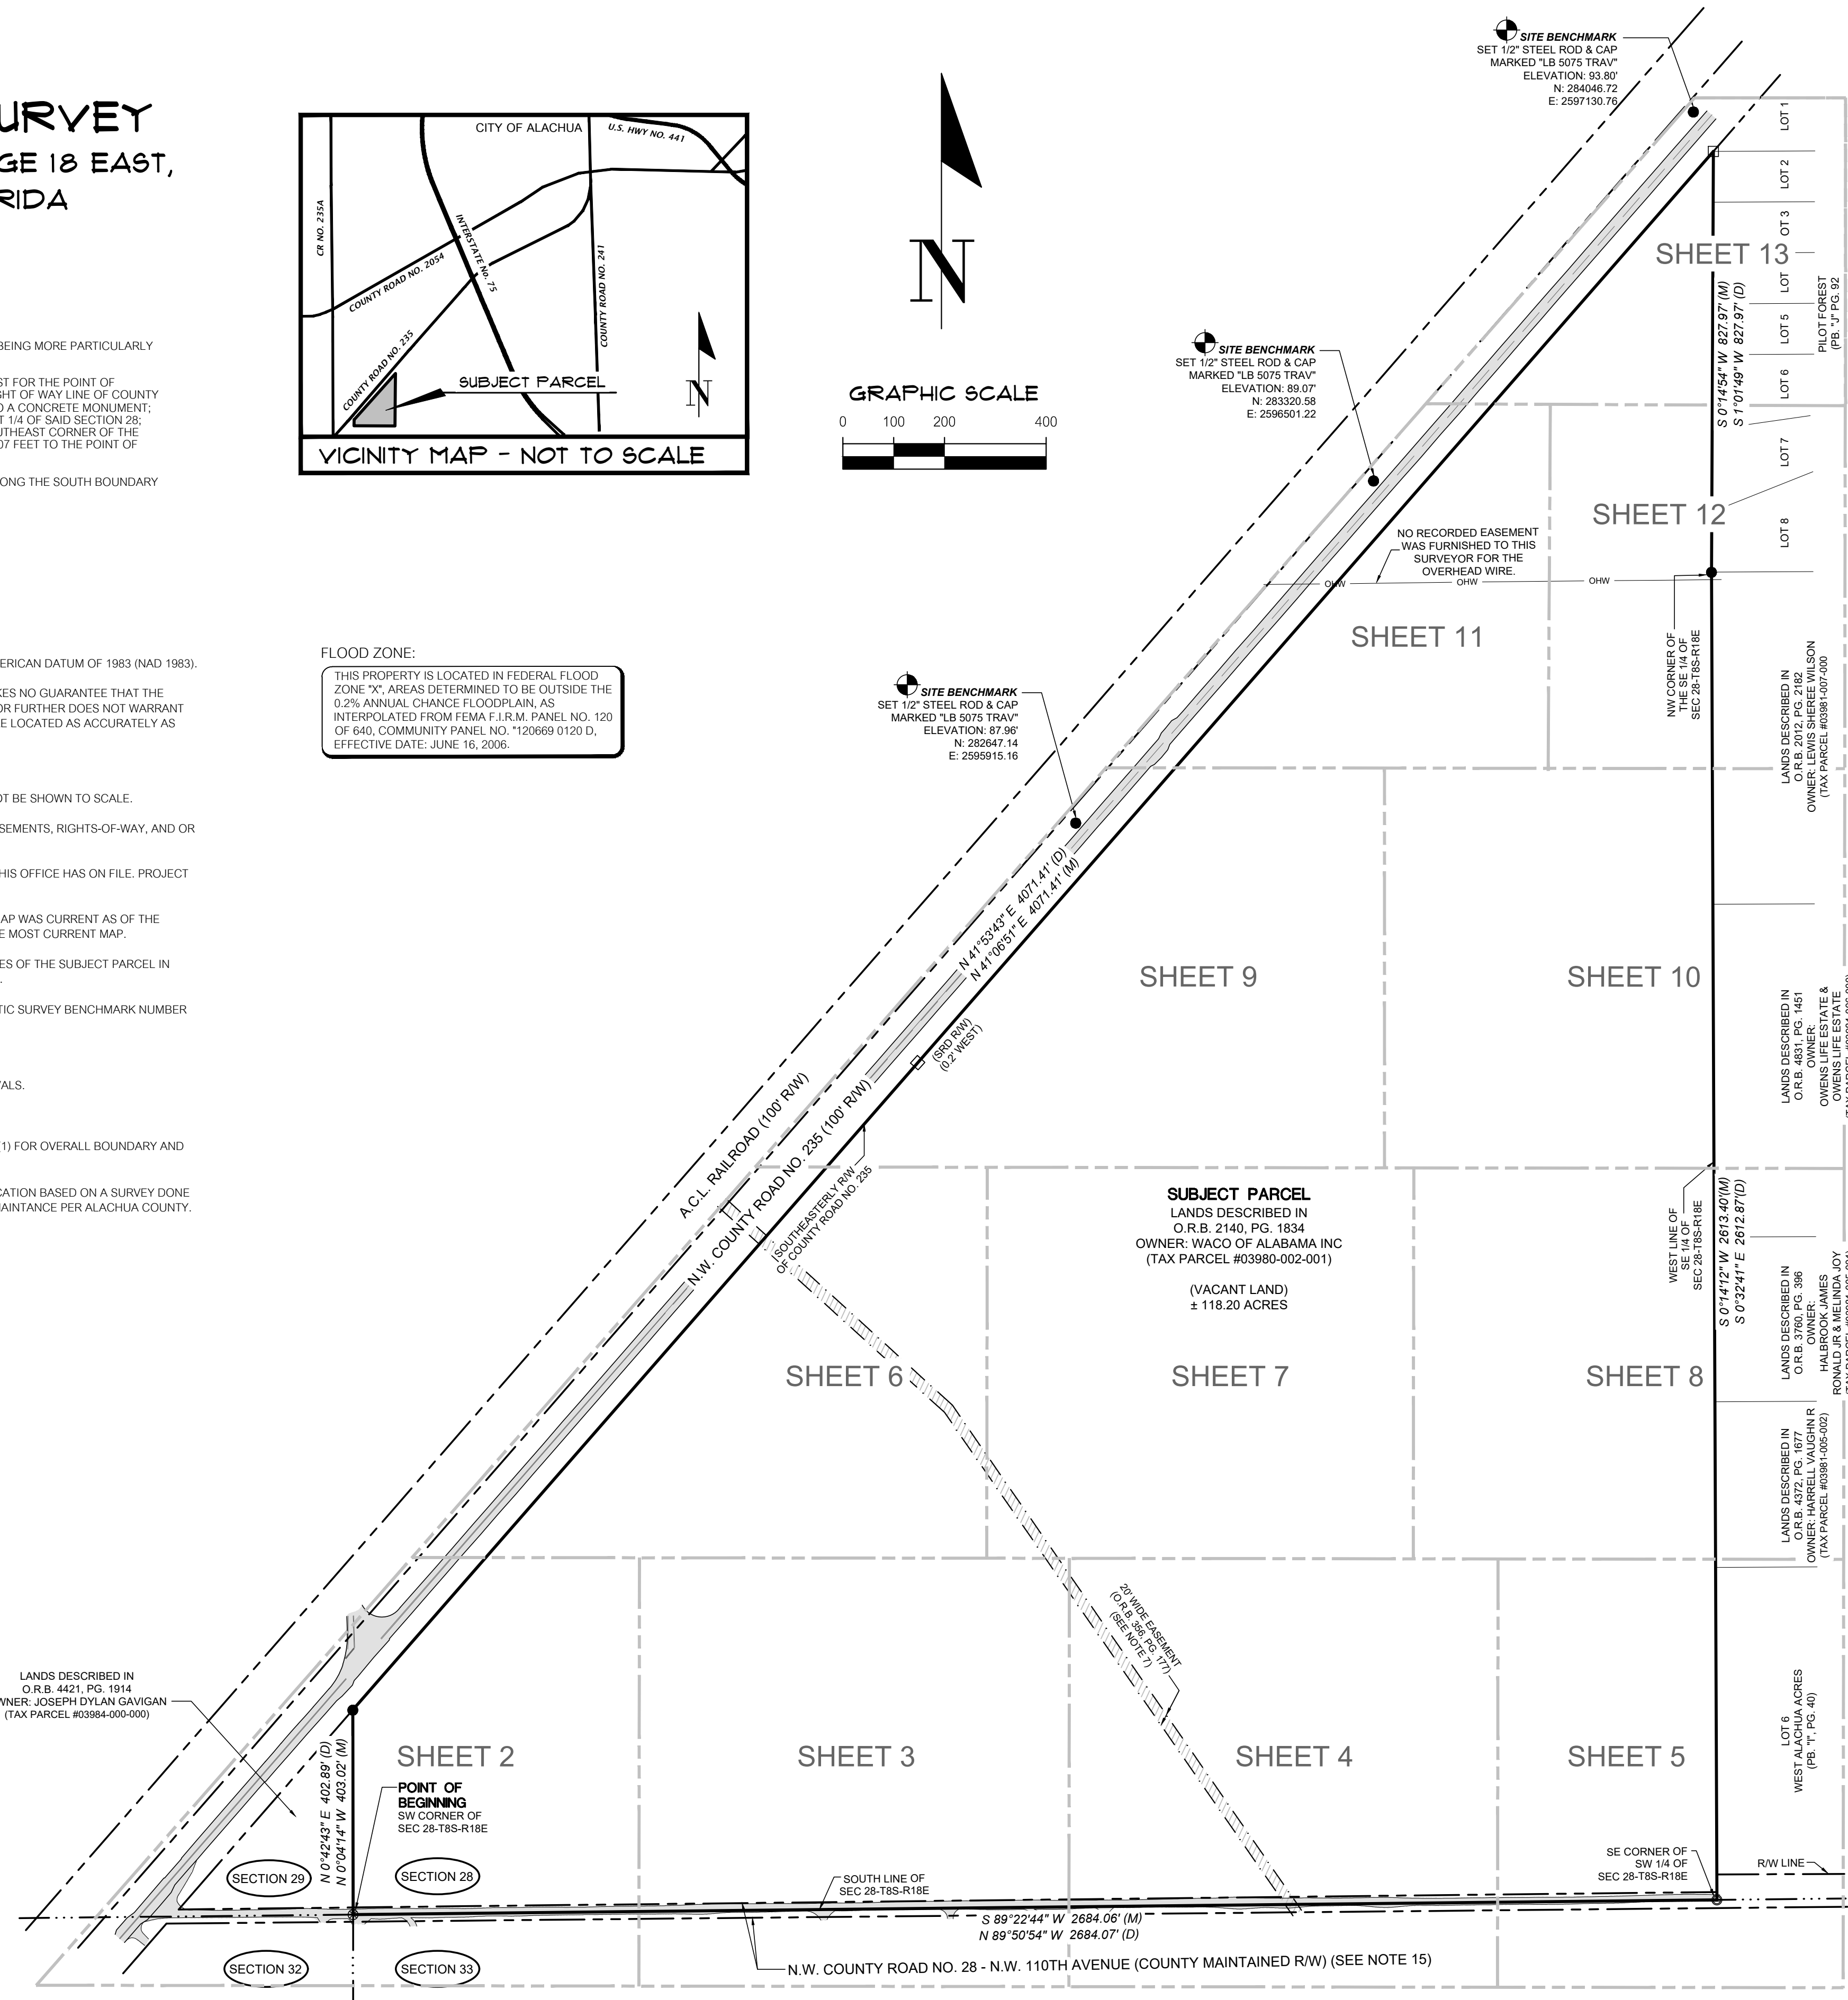 URVEY
GE 18 EAST,
RIDA
BEING MORE PARTICULARLY
ST FOR THE POINT OF
GHT OF WAY LINE OF COUNTY
O A CONCRETE MONUMENT;
T 1/4 OF SAID SECTION 28;
UTHEAST CORNER OF THE
07 FEET TO THE POINT OF
ONG THE SOUTH BOUNDARY
ERICAN DATUM OF 1983 (NAD 1983).
KES NO GUARANTEE THAT THE
OR FURTHER DOES NOT WARRANT
E LOCATED AS ACCURATELY AS
OT BE SHOWN TO SCALE.
SEMENTS, RIGHTS-OF-WAY, AND OR
HIS OFFICE HAS ON FILE. PROJECT
AP WAS CURRENT AS OF THE
E MOST CURRENT MAP.
ES OF THE SUBJECT PARCEL IN
TIC SURVEY BENCHMARK NUMBER
VALS.
(1) FOR OVERALL BOUNDARY AND
CATION BASED ON A SURVEY DONE
MAINTANCE PER ALACHUA COUNTY.
CITY OF ALACHUA
U.S. HWY NO. 441
CR NO. 235A
INTERSTATE No. 75
COUNTY ROAD NO. 2054
COUNTY ROAD NO. 241
COUNTY ROAD NO. 235
SUBJECT PARCEL
N
VICINITY MAP - NOT TO SCALE
N
GRAPHIC SCALE
0 100 200 400
FLOOD ZONE:
THIS PROPERTY IS LOCATED IN FEDERAL FLOOD
ZONE "X", AREAS DETERMINED TO BE OUTSIDE THE
0.2% ANNUAL CHANCE FLOODPLAIN, AS
INTERPOLATED FROM FEMA F.I.R.M. PANEL NO. 120
OF 640, COMMUNITY PANEL NO. "120669 0120 D,
EFFECTIVE DATE: JUNE 16, 2006.
SITE BENCHMARK
SET 1/2" STEEL ROD & CAP
MARKED "LB 5075 TRAV"
ELEVATION: 93.80'
N: 284046.72
E: 2597130.76
SITE BENCHMARK
SET 1/2" STEEL ROD & CAP
MARKED "LB 5075 TRAV"
ELEVATION: 89.07'
N: 283320.58
E: 2596501.22
SITE BENCHMARK
SET 1/2" STEEL ROD & CAP
MARKED "LB 5075 TRAV"
ELEVATION: 87.96'
N: 282647.14
E: 2595915.16
LOT 1
LOT 2
OT 3
LOT
LOT 5
LOT 6
LOT 7
LOT 8
PILOT FOREST
(PB. "J" PG. 92
SHEET 13
S 0°14'54" W 827.97' (M)
S 1°01'49" W 827.97' (D)
SHEET 12
NO RECORDED EASEMENT
WAS FURNISHED TO THIS
SURVEYOR FOR THE
OVERHEAD WIRE.
OHW
OHW
OHW
SHEET 11
NW CORNER OF
THE SE 1/4 OF
SEC 28-T8S-R18E
LANDS DESCRIBED IN
O.R.B. 2012, PG. 2182
OWNER: LEWIS SHEREE WILSON
(TAX PARCEL #03981-007-000
N 41°53'43" E 4071.41' (D)
N 41°06'51" E 4071.41' (M)
(SRD R/W)
(0.2' WEST)
SHEET 9
SHEET 10
LANDS DESCRIBED IN
O.R.B. 4831, PG. 1451
OWNER:
OWENS LIFE ESTATE &
OWENS LIFE ESTATE
A.C.L. RAILROAD (100' R/W)
N.W. COUNTY ROAD NO. 235 (100' R/W)
SOUTHEASTERLY R/W
OF COUNTY ROAD NO. 235
SUBJECT PARCEL
LANDS DESCRIBED IN
O.R.B. 2140, PG. 1834
OWNER: WACO OF ALABAMA INC
(TAX PARCEL #03980-002-001)
(VACANT LAND)
± 118.20 ACRES
WEST LINE OF
SE 1/4 OF
SEC 28-T8S-R18E
S 0°14'12" W 2613.40'(M)
S 0°32'41" E 2612.87'(D)
LANDS DESCRIBED IN
O.R.B. 3760, PG. 396
OWNER:
HALBROOK JAMES
RONALD JR & MELINDA JOY
SHEET 6
SHEET 7
SHEET 8
LANDS DESCRIBED IN
O.R.B. 4372, PG. 1677
OWNER: HARRELL VAUGHN R
(TAX PARCEL #03981-005-002)
20' WIDE EASEMENT
(O.R.B. 356, PG. 177)
(SEE NOTE 7)
LANDS DESCRIBED IN
O.R.B. 4421, PG. 1914
WNER: JOSEPH DYLAN GAVIGAN
(TAX PARCEL #03984-000-000)
N 0°42'43" E 402.89' (D)
N 0°04'14" W 403.02' (M)
SHEET 2
SHEET 3
SHEET 4
SHEET 5
LOT 6
WEST ALACHUA ACRES
(PB. "I", PG. 40)
POINT OF
BEGINNING
SW CORNER OF
SEC 28-T8S-R18E
SECTION 29
SECTION 28
SOUTH LINE OF
SEC 28-T8S-R18E
SE CORNER OF
SW 1/4 OF
SEC 28-T8S-R18E
R/W LINE
S 89°22'44" W 2684.06' (M)
N 89°50'54" W 2684.07' (D)
SECTION 32
SECTION 33
N.W. COUNTY ROAD NO. 28 - N.W. 110TH AVENUE (COUNTY MAINTAINED R/W) (SEE NOTE 15)